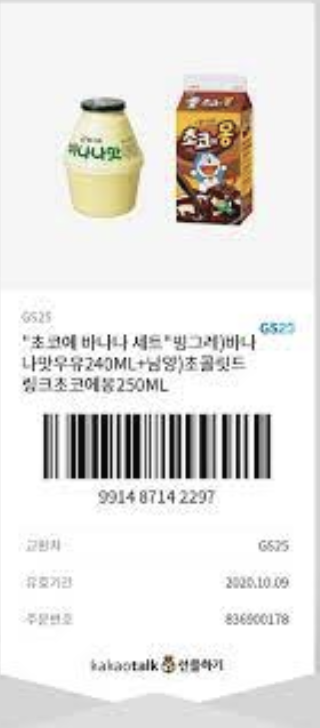 바나나맛
초코몽
GS25
GS25
"초코에 바나나 세트"빙그레)바나
나맛우유240ML+남양)초콜릿드
링크초코에몽250ML
9914 8714 2297
교환처 GS25
유효기간 2020.10.09
주문번호 836900178
kakaotalk 선물하기